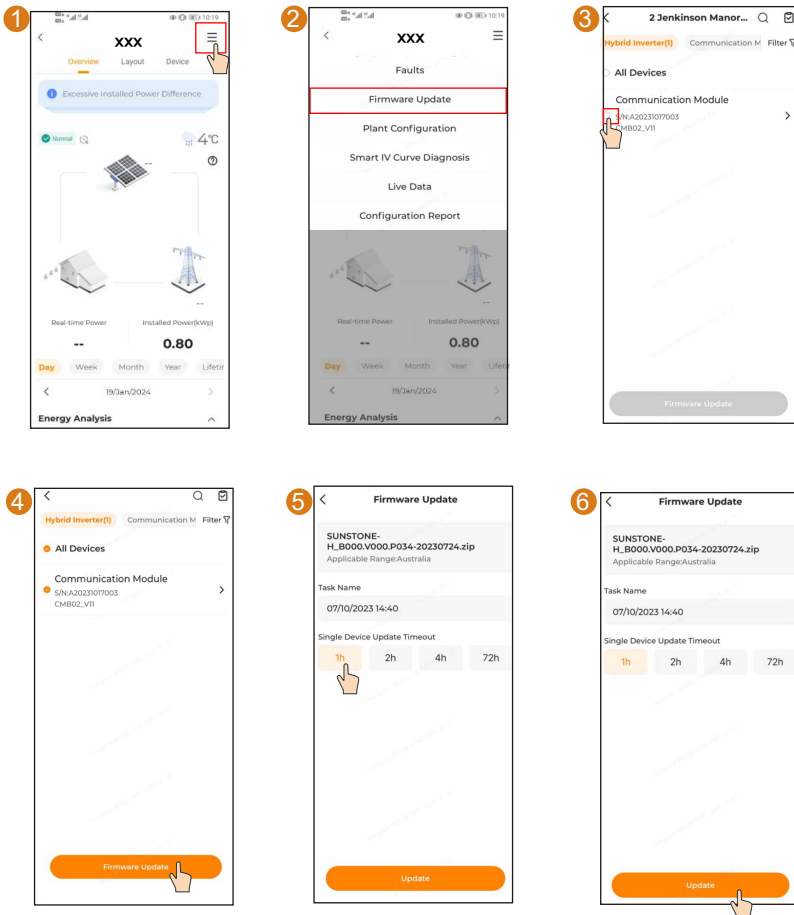 1
10:19
XXX
Overview Layout Device
Excessive Installed Power Difference
Normal
4°C
--
--
Real-time Power Installed Power(kWp)
-- 0.80
Day Week Month Year Lifetir
19/Jan/2024
Energy Analysis
2
10:19
XXX
Faults
Firmware Update
Plant Configuration
Smart IV Curve Diagnosis
Live Data
Configuration Report
--
Real-time Power Installed Power(kWp)
-- 0.80
Day Week Month Year Lifeti
19/Jan/2024
Energy Analysis
3
2 Jenkinson Manor...
Hybrid Inverter(1) Communication M Filter
All Devices
Communication Module
S/N:A20231017003
CMB02_V11
Firmware Update
4
Hybrid Inverter(1) Communication M Filter
All Devices
Communication Module
S/N:A20231017003
CMB02_V11
Firmware Update
5
Firmware Update
SUNSTONE-
H_B000.V000.P034-20230724.zip
Applicable Range:Australia
Task Name
07/10/2023 14:40
Single Device Update Timeout
1h 2h 4h 72h
Update
6
Firmware Update
SUNSTONE-
H_B000.V000.P034-20230724.zip
Applicable Range:Australia
Task Name
07/10/2023 14:40
Single Device Update Timeout
1h 2h 4h 72h
Update